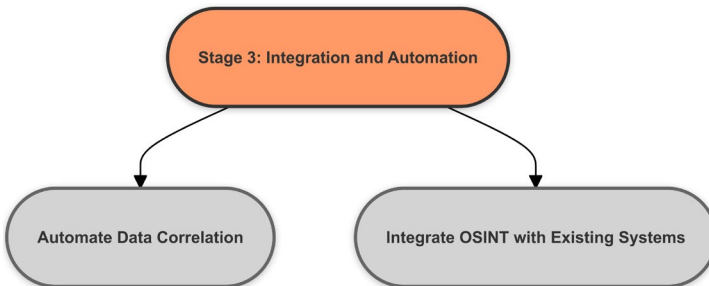 Stage 3: Integration and Automation
Automate Data Correlation
Integrate OSINT with Existing Systems